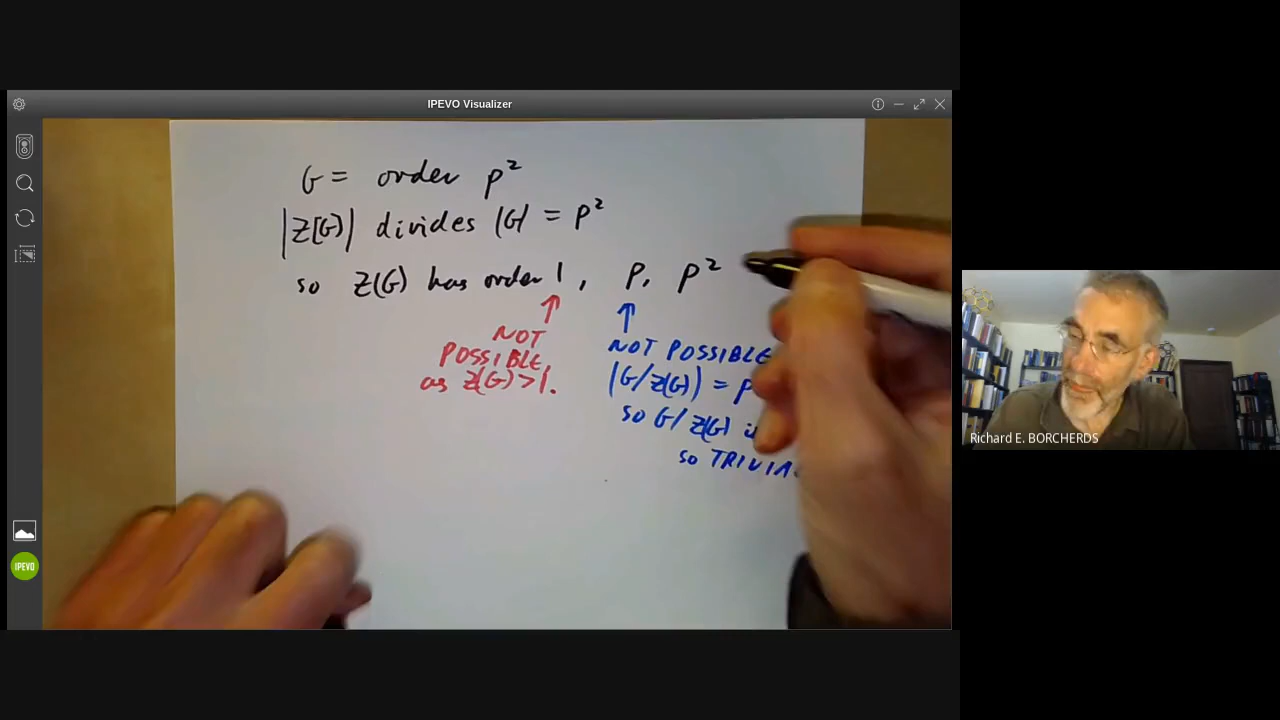 IPEVO Visualizer
G = order p²
|Z[G)| divides |G| = p²
so Z(G) has order 1, p, p²
↑ NOT POSSIBLE as Z(G)>1.
↑ NOT POSSIBLE
|G/Z(G)| = p
so G/Z(G) i
so TRIVIA
Richard E. BORCHERDS
IPEVO